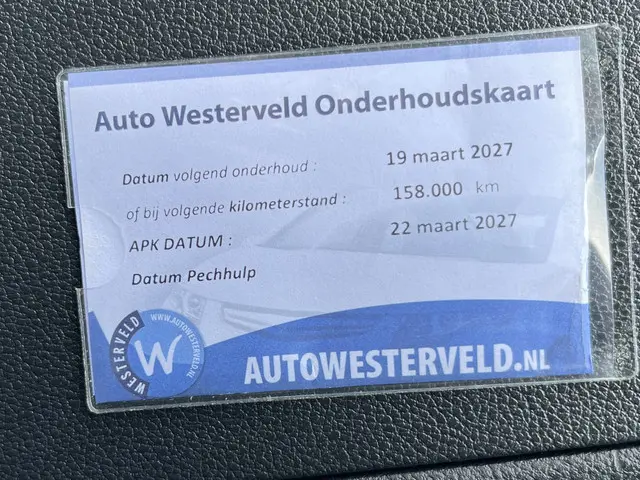 Auto Westerveld Onderhoudskaart
Datum volgend onderhoud : 19 maart 2027
of bij volgende kilometerstand : 158.000 km
APK DATUM : 22 maart 2027
Datum Pechhulp
WESTERVELD
WWW.AUTOWESTERVELD.NL
W
AUTOWESTERVELD.NL